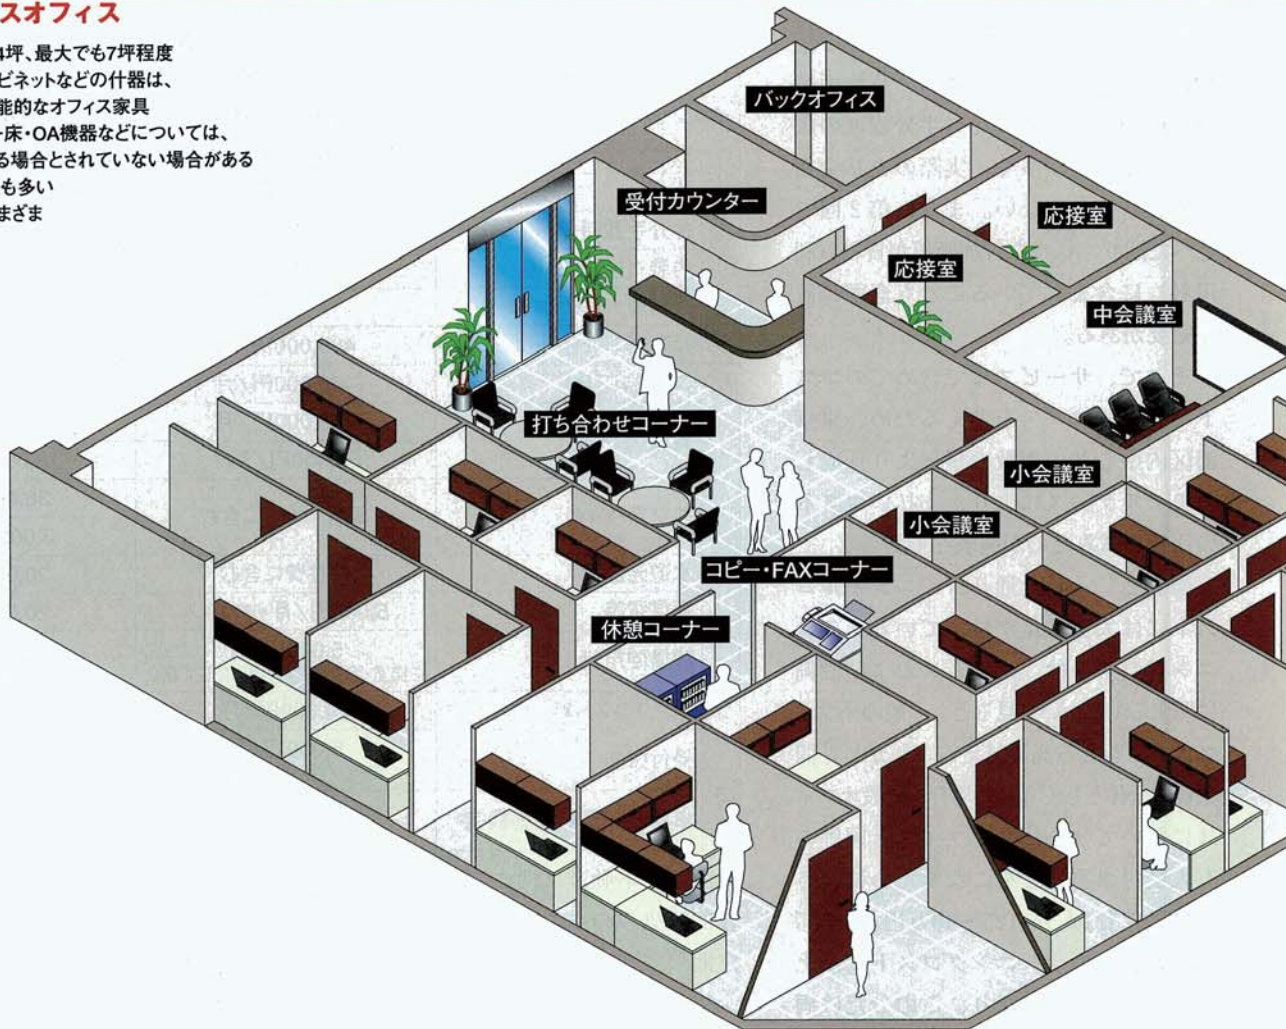 スオフィス
4坪、最大でも7坪程度
ビネットなどの什器は、
能的なオフィス家具
・床・OA機器などについては、
る場合とされていない場合がある
も多い
まざま
バックオフィス
受付カウンター
応接室
応接室
中会議室
打ち合わせコーナー
小会議室
小会議室
コピー・FAXコーナー
休憩コーナー